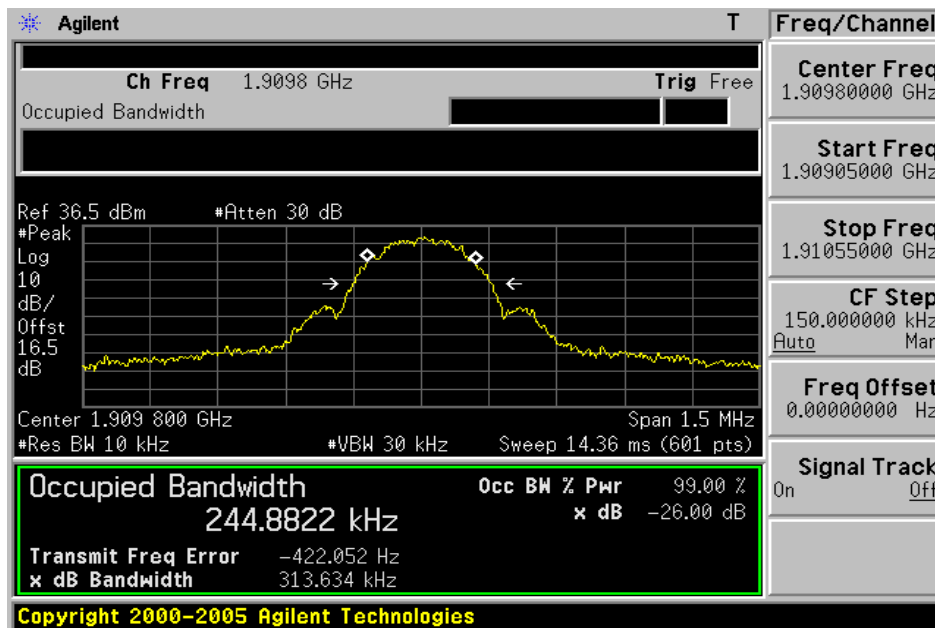 Agilent T
Freq/Channel
Ch Freq 1.9098 GHz Trig Free
Occupied Bandwidth
Center Freq
1.90980000 GHz
Start Freq
1.90905000 GHz
Stop Freq
1.91055000 GHz
CF Step
150.000000 kHz
Auto Man
Freq Offset
0.00000000 Hz
Signal Track
On Off
Ref 36.5 dBm #Atten 30 dB
#Peak
Log
10
dB/
Offst
16.5
dB
Center 1.909 800 GHz Span 1.5 MHz
#Res BW 10 kHz #VBW 30 kHz Sweep 14.36 ms (601 pts)
Occupied Bandwidth Occ BW % Pwr 99.00 %
244.8822 kHz x dB -26.00 dB
Transmit Freq Error -422.052 Hz
x dB Bandwidth 313.634 kHz
Copyright 2000-2005 Agilent Technologies